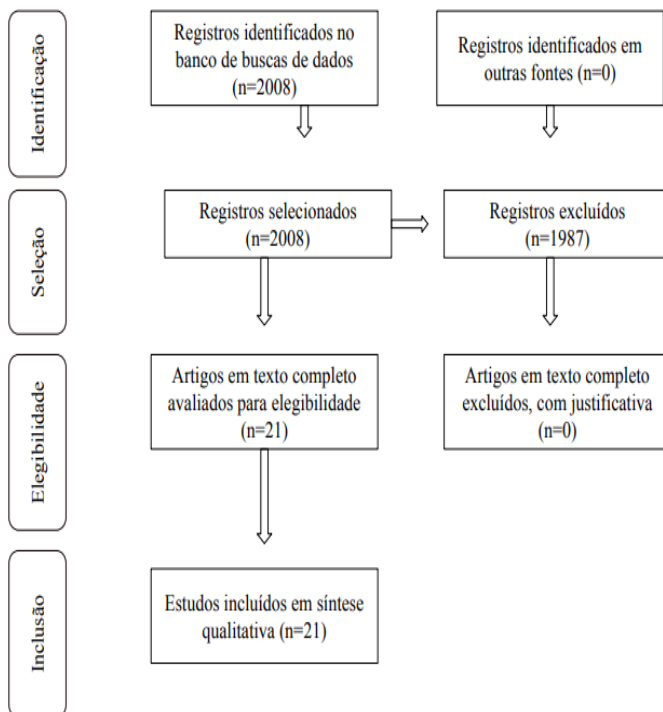 Identificação
Registros identificados no
banco de buscas de dados
(n=2008)
Registros identificados em
outras fontes (n=0)
Seleção
Registros selecionados
(n=2008)
Registros excluídos
(n=1987)
Elegibilidade
Artigos em texto completo
avaliados para elegibilidade
(n=21)
Artigos em texto completo
excluídos, com justificativa
(n=0)
Inclusão
Estudos incluídos em síntese
qualitativa (n=21)